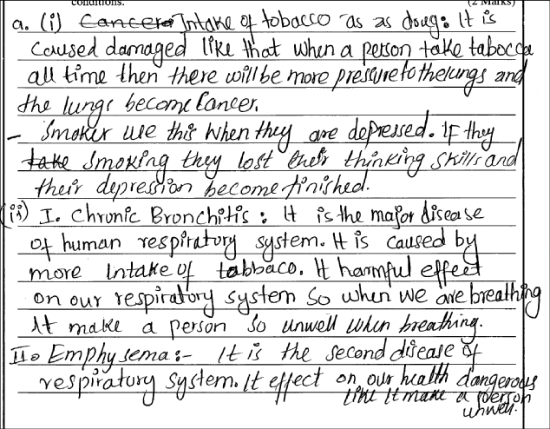 conditions. (2 Marks)
a. (i) Cancer Intake of tobacco as as doug: It is
caused damaged like that when a person take tabocca
all time then there will be more pressure to the lungs and
the lungs become Cancer.
- Smoker use this when they are depressed. If they
take smoking they lost their thinking skills and
their depression become finished.
(ii) I. Chronic Bronchitis: It is the major disease
of human respiratory system. It is caused by
more Intake of tabbaco. It harmful effect
on our respiratory system So when we are breathing
It make a person so unwell when breathing.
II. Emphysema:- It is the second disease of
respiratory System. It effect on our health dangerous
like It make a person
unwell.